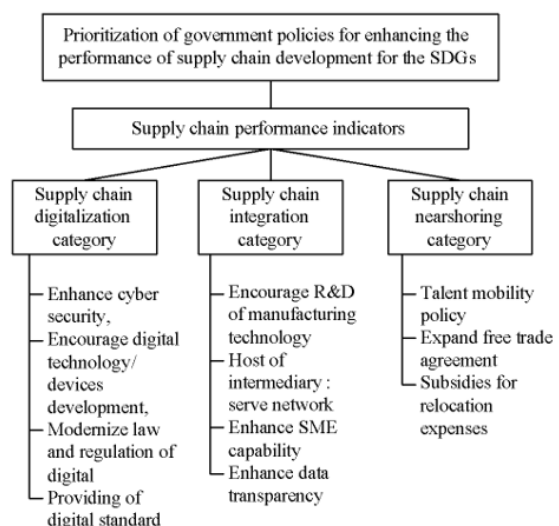 Prioritization of government policies for enhancing the
performance of supply chain development for the SDGs
Supply chain performance indicators
Supply chain
digitalization
category
Supply chain
integration
category
Supply chain
nearshoring
category
Enhance cyber
security,
Encourage digital
technology/
devices
development,
Modernize law
and regulation of
digital
Providing of
digital standard
Encourage R&D
of manufacturing
technology
Host of
intermediary :
serve network
Enhance SME
capability
Enhance data
transparency
Talent mobility
policy
Expand free trade
agreement
Subsidies for
relocation
expenses